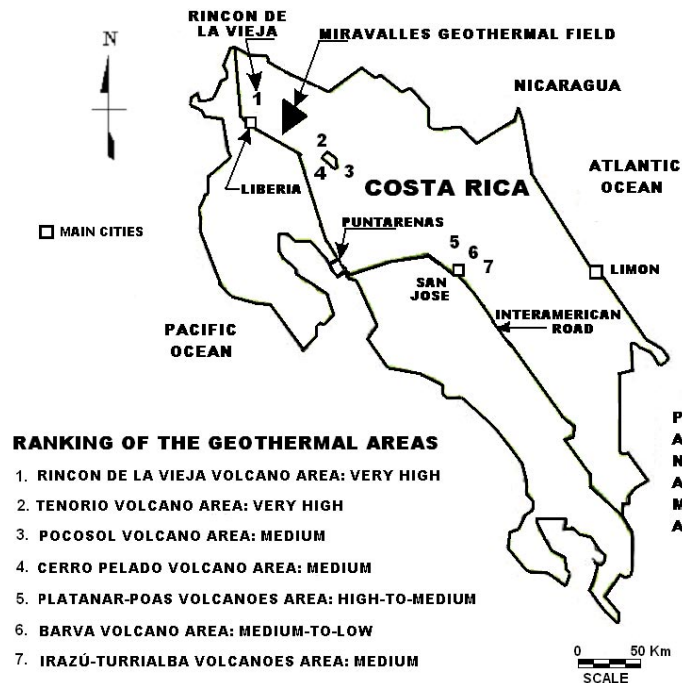 RINCON DE
LA VIEJA
MIRAVALLES GEOTHERMAL FIELD
N
NICARAGUA
1
ATLANTIC
OCEAN
2
4
3
LIBERIA
COSTA RICA
MAIN CITIES
PUNTARENAS
5
6
7
SAN
JOSE
LIMON
INTERAMERICAN
ROAD
PACIFIC
OCEAN
P
A
N
A
M
A
RANKING OF THE GEOTHERMAL AREAS
1. RINCON DE LA VIEJA VOLCANO AREA: VERY HIGH
2. TENORIO VOLCANO AREA: VERY HIGH
3. POCOSOL VOLCANO AREA: MEDIUM
4. CERRO PELADO VOLCANO AREA: MEDIUM
5. PLATANAR-POAS VOLCANOES AREA: HIGH-TO-MEDIUM
6. BARVA VOLCANO AREA: MEDIUM-TO-LOW
7. IRAZÚ-TURRIALBA VOLCANOES AREA: MEDIUM
0 50 Km
SCALE